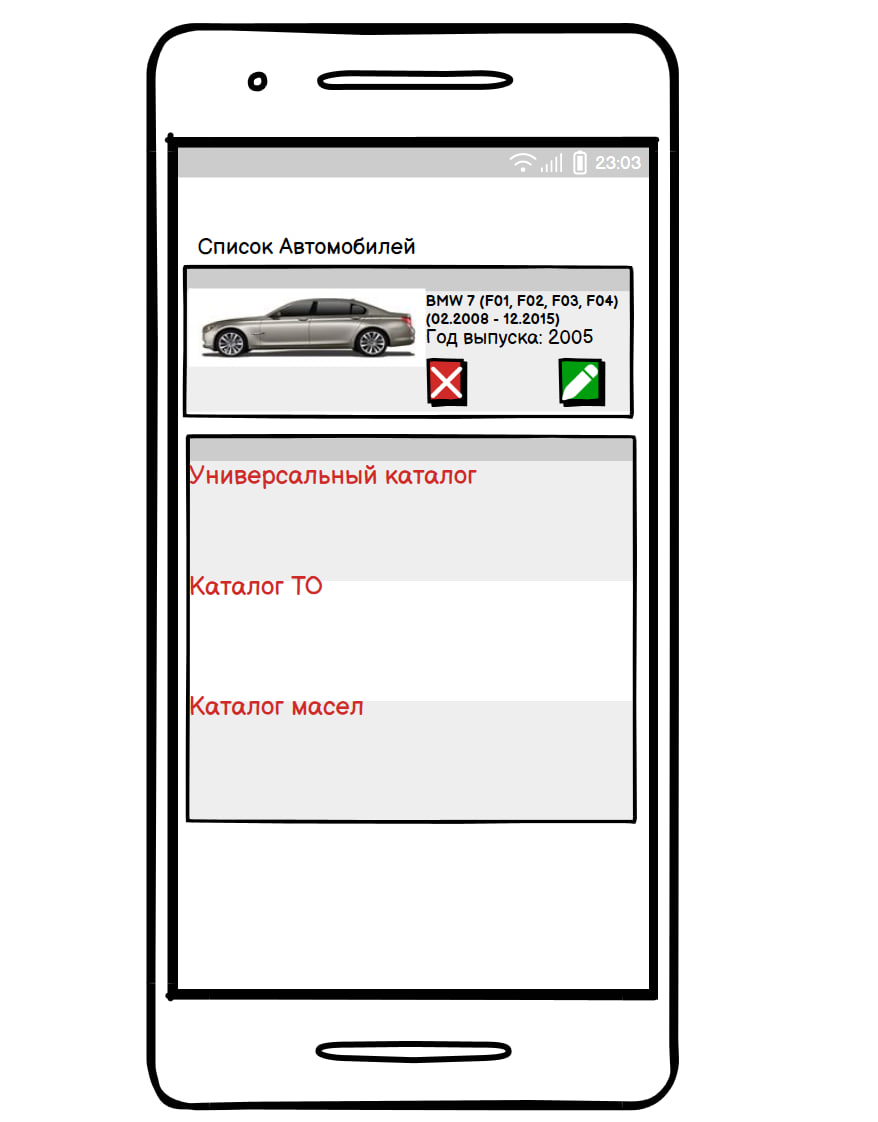 23:03
Список Автомобилей
BMW 7 (F01, F02, F03, F04)
(02.2008 - 12.2015)
Год выпуска: 2005
Универсальный каталог
Каталог ТО
Каталог масел